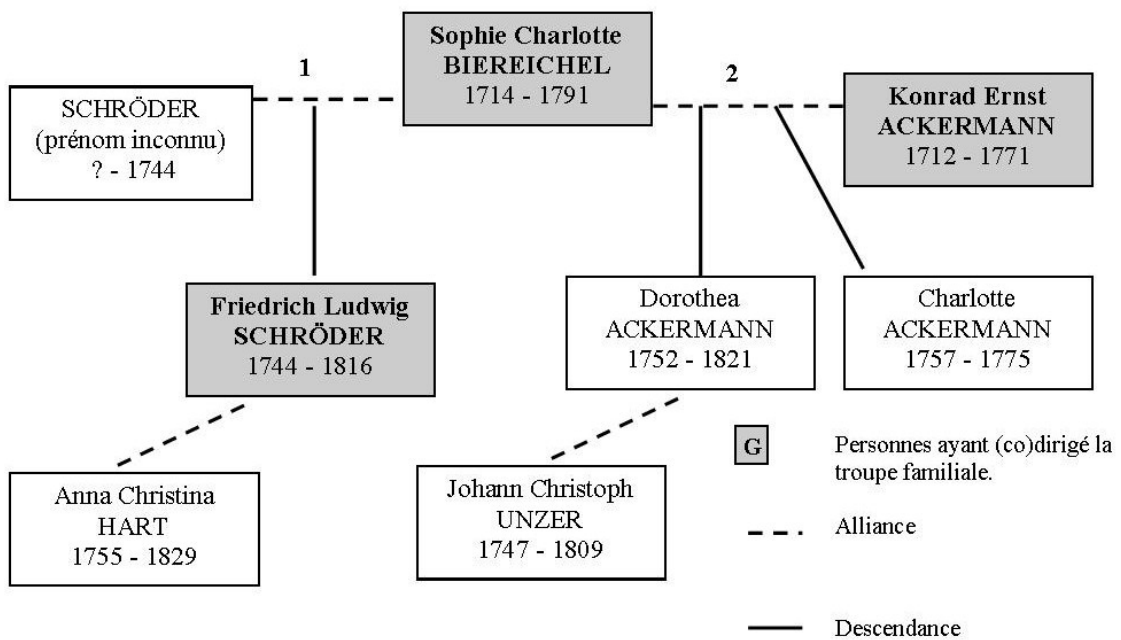 Sophie Charlotte
BIEREICHEL
1714 - 1791
1
2
SCHRÖDER
(prénom inconnu)
? - 1744
Konrad Ernst
ACKERMANN
1712 - 1771
Friedrich Ludwig
SCHRÖDER
1744 - 1816
Dorothea
ACKERMANN
1752 - 1821
Charlotte
ACKERMANN
1757 - 1775
Anna Christina
HART
1755 - 1829
Johann Christoph
UNZER
1747 - 1809
G
Personnes ayant (co)dirigé la
troupe familiale.
Alliance
Descendance